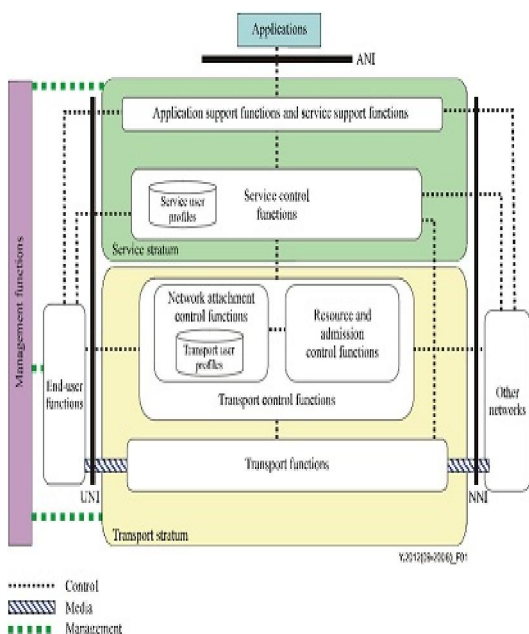 Applications
ANI
Application support functions and service support functions
Service user
profiles
Service control
functions
Service stratum
Management functions
Network attachment
control functions
Transport user
profiles
Resource and
admission
control functions
Transport control functions
End-user
functions
Other
networks
Transport functions
UNI
NNI
Transport stratum
Y.2012(09-2006)_F01
Control
Media
Management